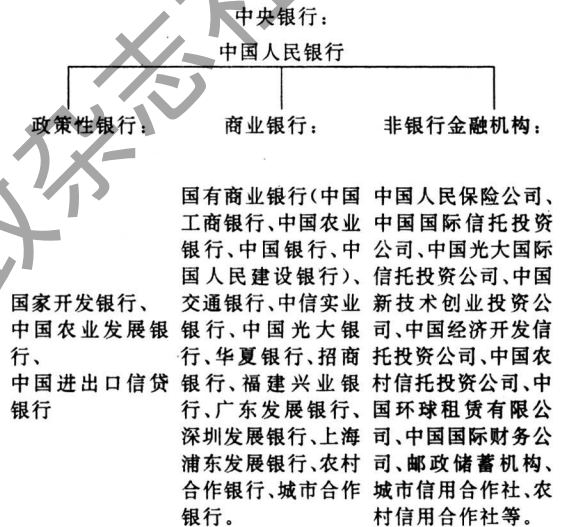 中央银行：
中国人民银行
政策性银行：
商业银行：
非银行金融机构：
国家开发银行、
中国农业发展银
行、
中国进出口信贷
银行
国有商业银行(中国
工商银行、中国农业
银行、中国银行、中
国人民建设银行)、
交通银行、中信实业
银行、中国光大银
行、华夏银行、招商
银行、福建兴业银
行、广东发展银行、
深圳发展银行、上海
浦东发展银行、农村
合作银行、城市合作
银行。
中国人民保险公司、
中国国际信托投资
公司、中国光大国际
信托投资公司、中国
新技术创业投资公
司、中国经济开发信
托投资公司、中国农
村信托投资公司、中
国环球租赁有限公
司、中国国际财务公
司、邮政储蓄机构、
城市信用合作社、农
村信用合作社等。